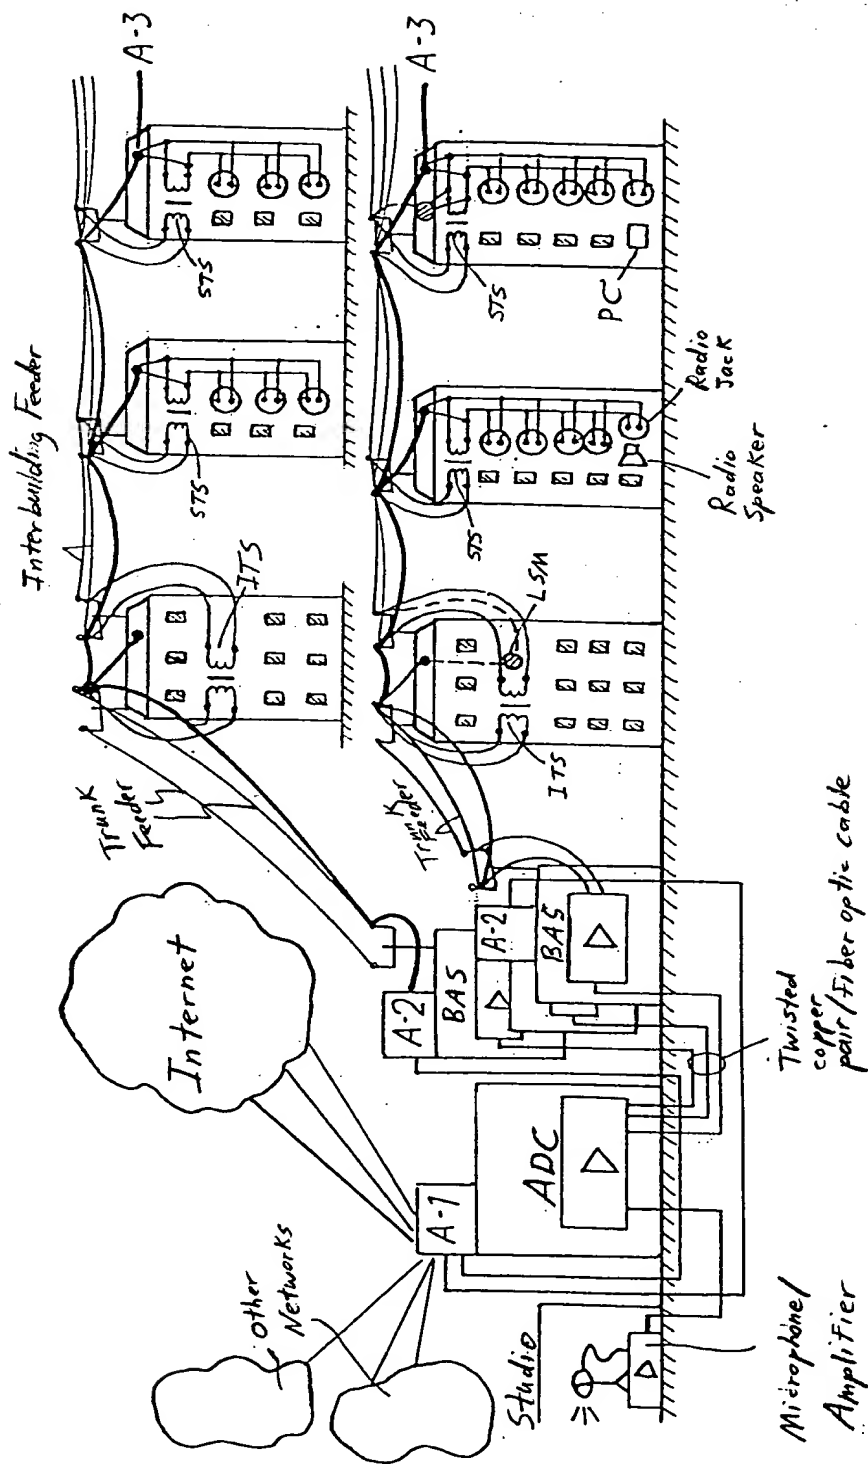 Interbuilding Feeder
A-3
A-3
STS
STS
ITS
Trunk
Feeder
Internet
Other
Networks
A-1
A-2
BAS
A-2
BAS
ADC
Studio
Trunk
Feeder
ITS
LSM
STS
STS
PC
Radio
Jack
Radio
Speaker
Twisted
copper
pair/fiber optic cable
Microphone/
Amplifier